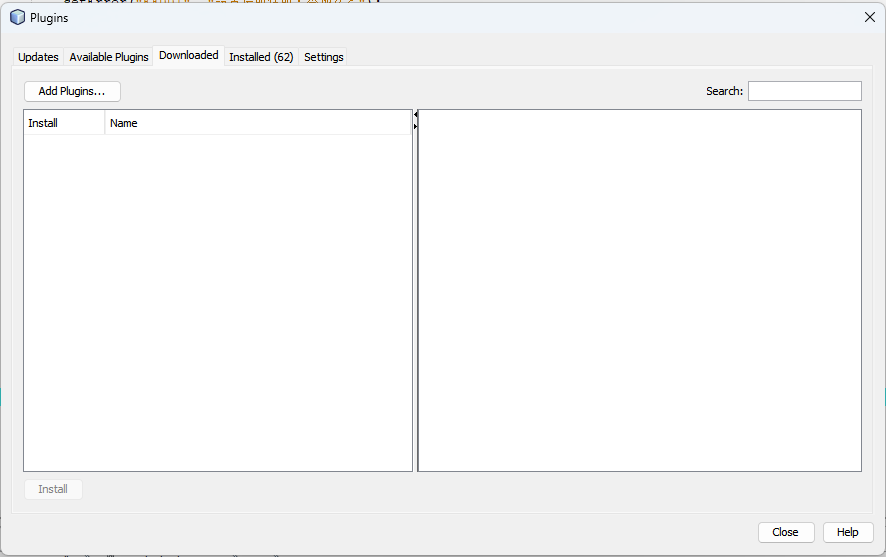 Plugins
Updates Available Plugins Downloaded Installed (62) Settings
Add Plugins... Search:
Install Name
Install
Close Help